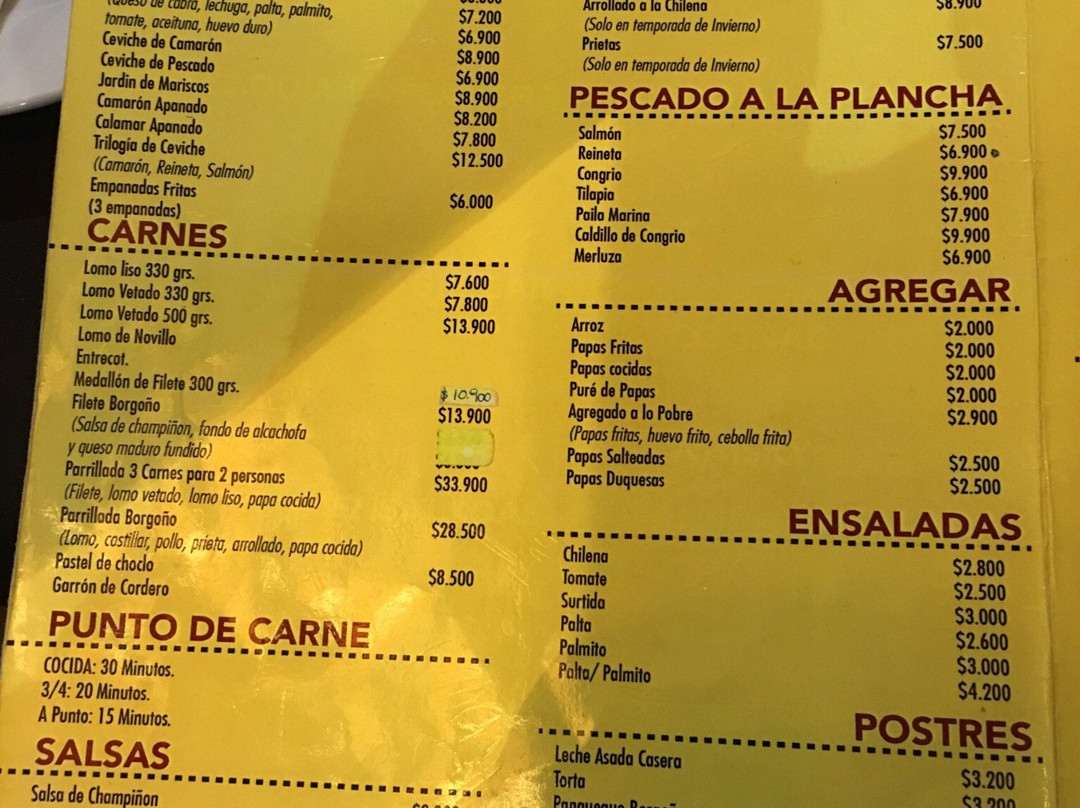 (Queso de cabra, lechuga, palta, palmito,
tomate, aceituna, huevo duro) $7.200
Ceviche de Camarón $6.900
Ceviche de Pescado $8.900
Jardin de Mariscos $6.900
Camarón Apanado $8.900
Calamar Apanado $8.200
Trilogía de Ceviche $7.800
(Camarón, Reineta, Salmón) $12.500
Empanadas Fritas
(3 empanadas) $6.000
CARNES
Lomo liso 330 grs. $7.600
Lomo Vetado 330 grs. $7.800
Lomo Vetado 500 grs. $13.900
Lomo de Novillo
Entrecot.
Medallón de Filete 300 grs. $10.900
Filete Borgoño $13.900
(Salsa de champiñon, fondo de alcachofa
y queso maduro fundido)
Parrillada 3 Carnes para 2 personas $33.900
(Filete, lomo vetado, lomo liso, papa cocida)
Parrillada Borgoño $28.500
(Lomo, costillar, pollo, prieta, arrollado, papa cocida)
Pastel de choclo $8.500
Garrón de Cordero
PUNTO DE CARNE
COCIDA: 30 Minutos.
3/4: 20 Minutos.
A Punto: 15 Minutos.
SALSAS
Salsa de Champiñon
Arrollado a la Chilena $8.900
(Solo en temporada de Invierno)
Prietas $7.500
(Solo en temporada de Invierno)
PESCADO A LA PLANCHA
Salmón $7.500
Reineta $6.900
Congrio $9.900
Tilapia $6.900
Paila Marina $7.900
Caldillo de Congrio $9.900
Merluza $6.900
AGREGAR
Arroz $2.000
Papas Fritas $2.000
Papas cocidas $2.000
Puré de Papas $2.000
Agregado a lo Pobre $2.900
(Papas fritas, huevo frito, cebolla frita)
Papas Salteadas $2.500
Papas Duquesas $2.500
ENSALADAS
Chilena $2.800
Tomate $2.500
Surtida $3.000
Palta $2.600
Palmito $3.000
Palta/ Palmito $4.200
POSTRES
Leche Asada Casera $3.200
Torta $3.200
Panqueque